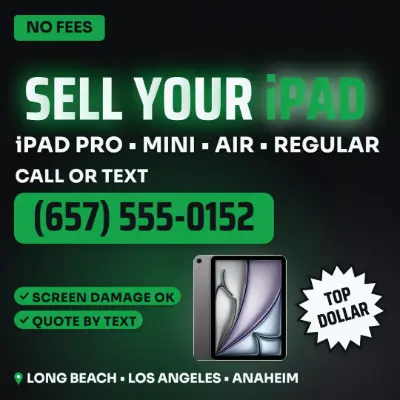 NO FEES
SELL YOUR iPAD
iPAD PRO ▪ MINI ▪ AIR ▪ REGULAR
CALL OR TEXT
(657) 555-0152
SCREEN DAMAGE OK
QUOTE BY TEXT
TOP
DOLLAR
LONG BEACH ▪ LOS ANGELES ▪ ANAHEIM